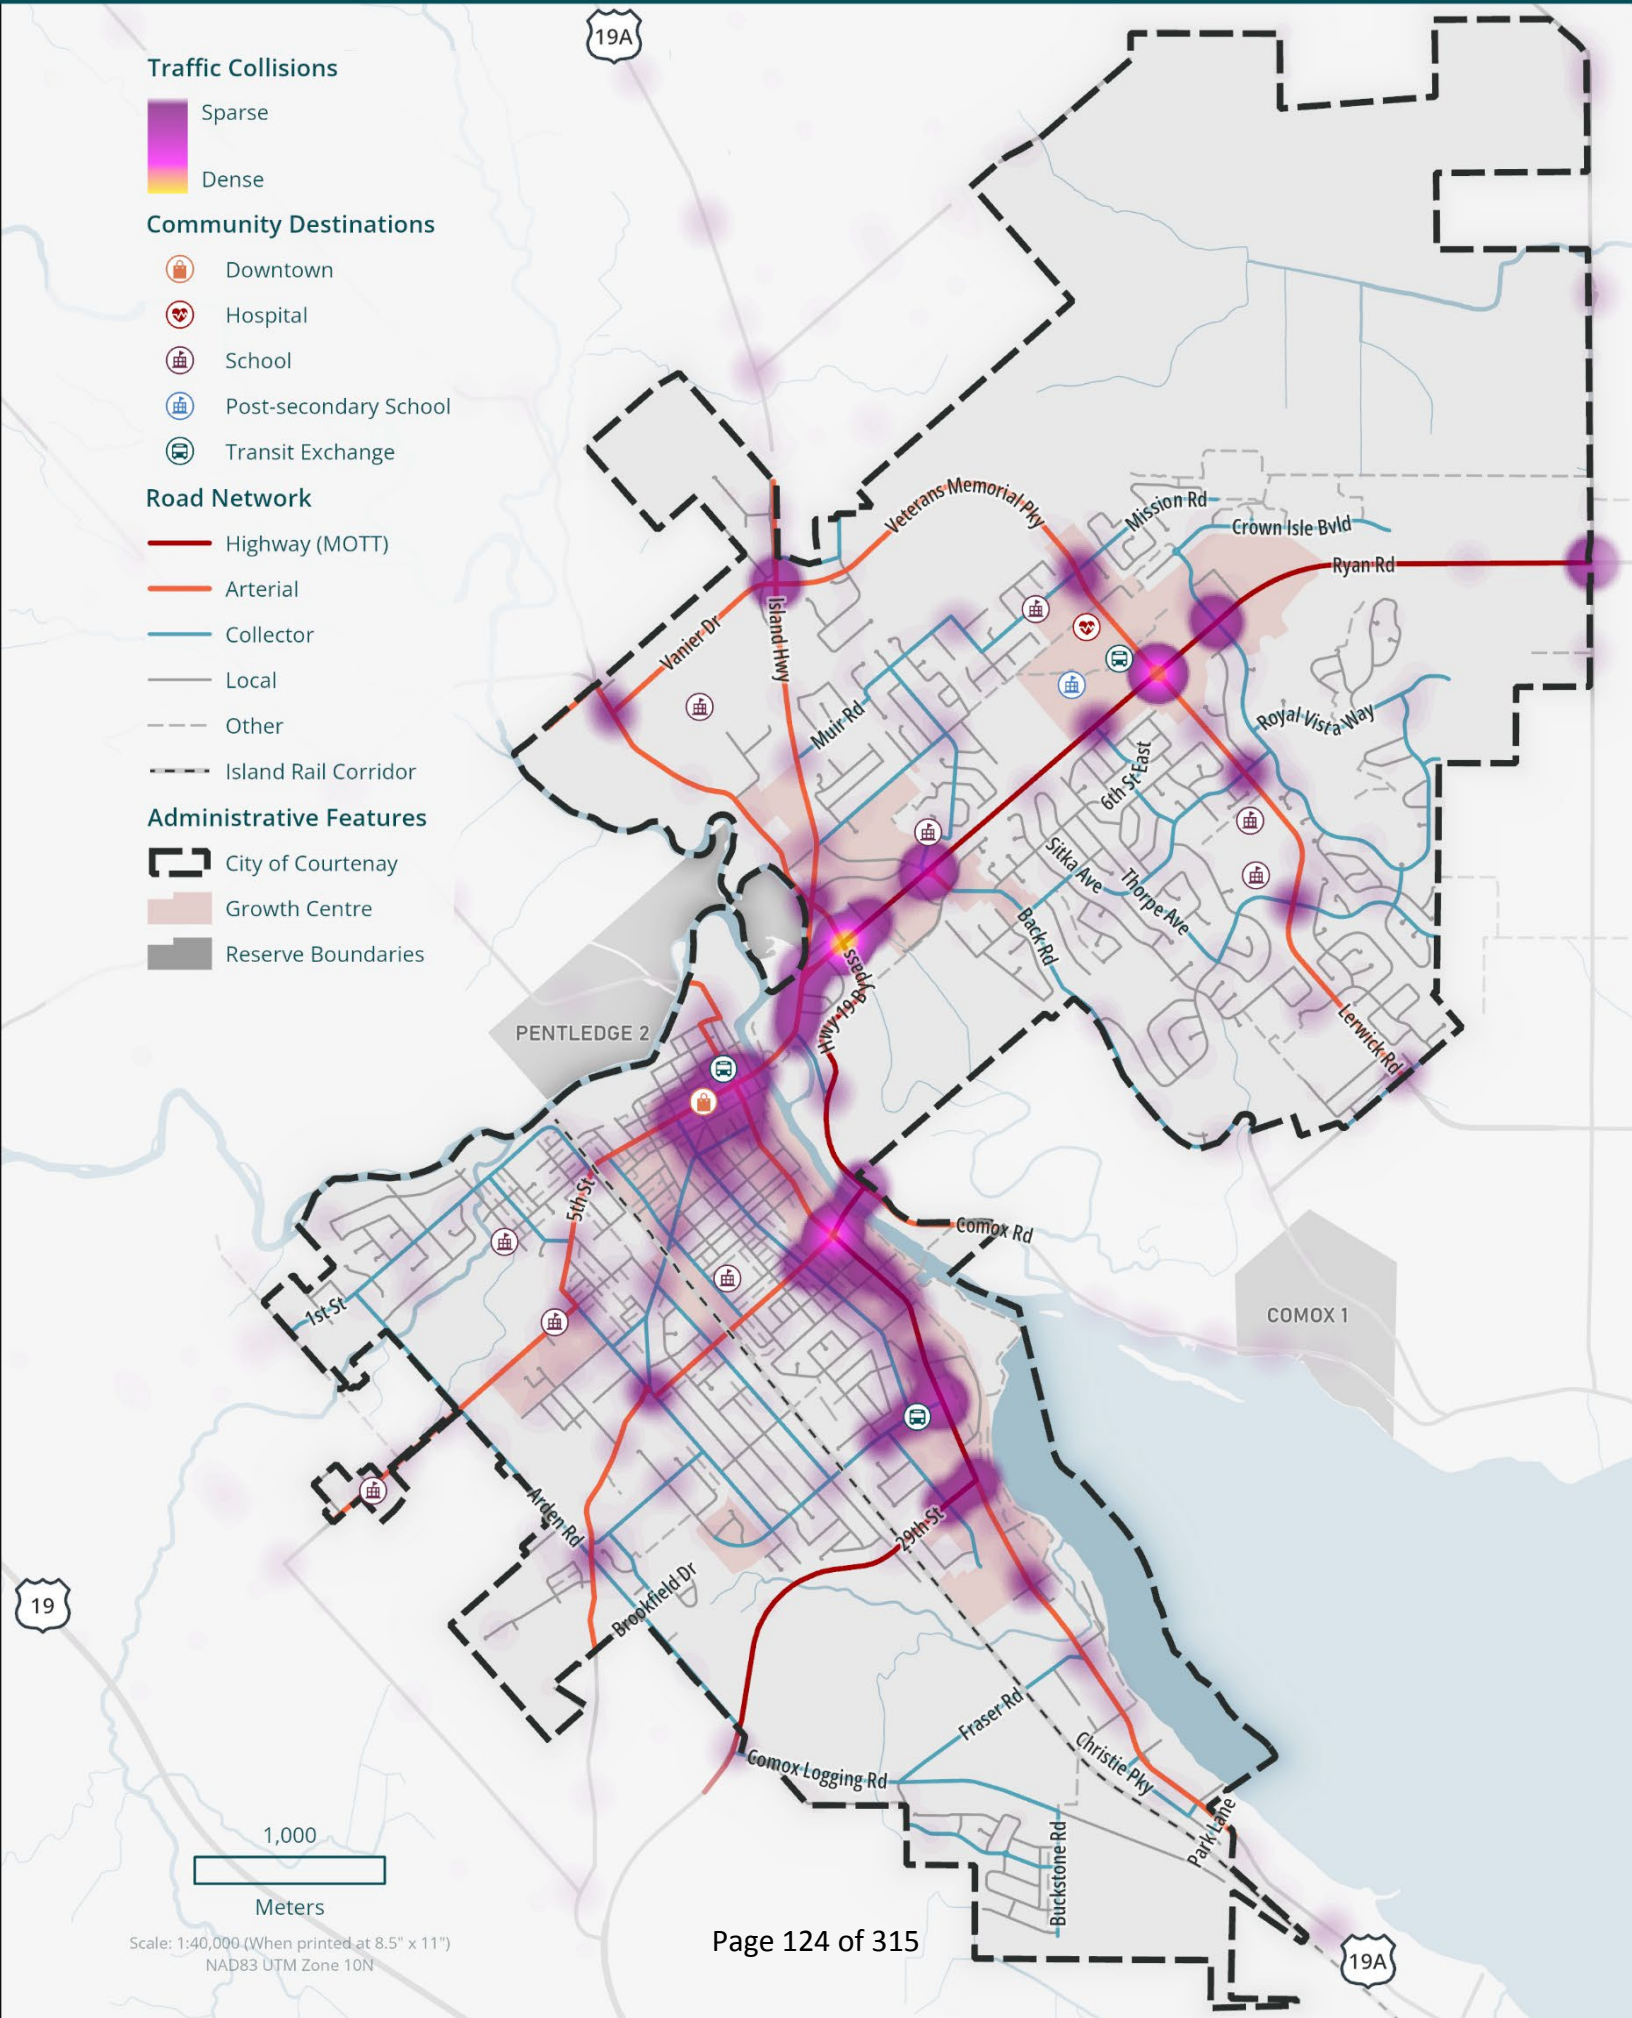 Traffic Collisions
Sparse
Dense
Community Destinations
Downtown
Hospital
School
Post-secondary School
Transit Exchange
Road Network
Highway (MOTT)
Arterial
Collector
Local
Other
Island Rail Corridor
Administrative Features
City of Courtenay
Growth Centre
Reserve Boundaries
19A
Veterans Memorial Pky
Mission Rd
Crown Isle Bvld
Ryan Rd
Vanier Dr
Island Hwy
Muir Rd
Royal Vista Way
6th St East
Sitka Ave
Thorpe Ave
Back Rd
Hwy 19 Bypass
Lerwick Rd
PENTLEDGE 2
5th St
Comox Rd
COMOX 1
1st St
Arden Rd
29th St
19
Brookfield Dr
Fraser Rd
Christie Pky
Comox Logging Rd
Park Lane
Buckstone Rd
19A
1,000
Meters
Scale: 1:40,000 (When printed at 8.5" x 11")
NAD83 UTM Zone 10N
Page 124 of 315